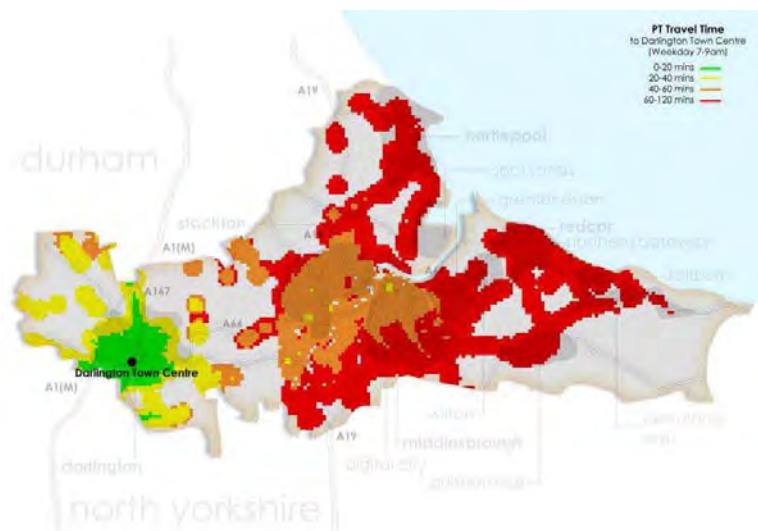 PT Travel Time
to Darlington Town Centre
(Weekday 7-9am)
0-20 mins
20-40 mins
40-60 mins
60-120 mins
A19
hartlepool
durham
stockton
redcar
A1(M)
A167
A66
Darlington Town Centre
A1(M)
wilton
A19
middlesbrough
digital city
darlington
north yorkshire